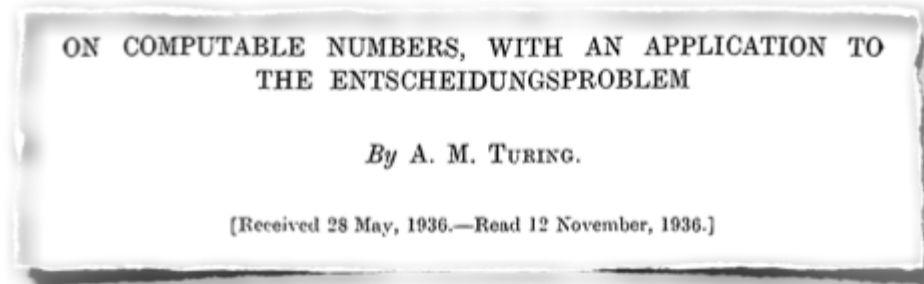 ON COMPUTABLE NUMBERS, WITH AN APPLICATION TO
THE ENTSCHEIDUNGSPROBLEM
By A. M. TURING.
[Received 28 May, 1936.—Read 12 November, 1936.]